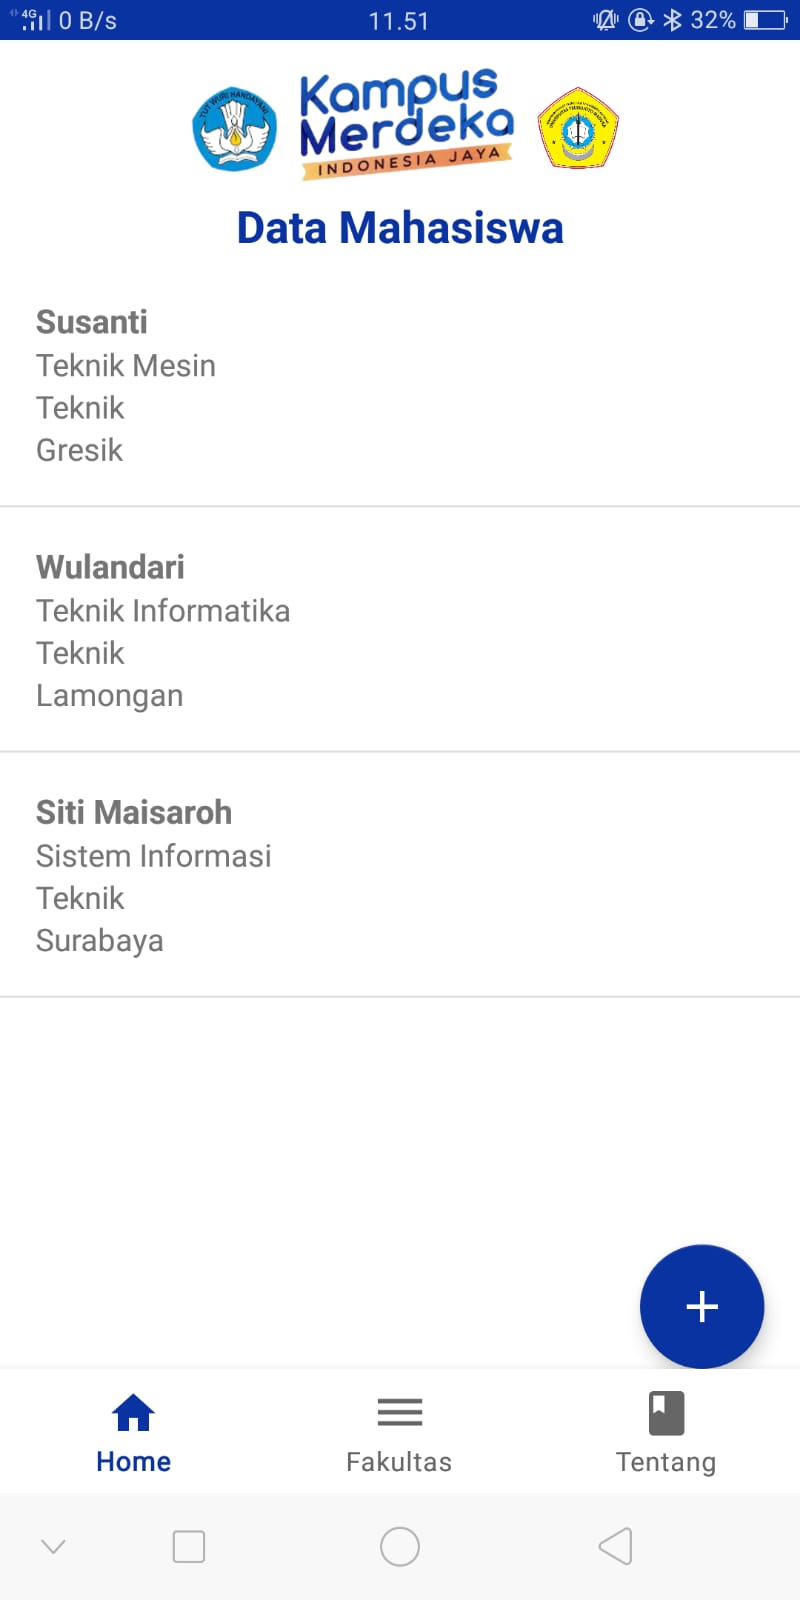 4G 0 B/s 11.51 32%
TUT WURI HANDAYANI
Kampus
Merdeka
INDONESIA JAYA
Data Mahasiswa
Susanti
Teknik Mesin
Teknik
Gresik
Wulandari
Teknik Informatika
Teknik
Lamongan
Siti Maisaroh
Sistem Informasi
Teknik
Surabaya
+
Home Fakultas Tentang